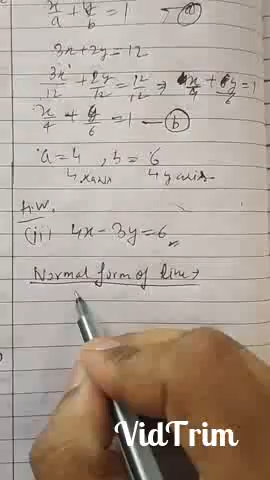 x/a + y/b = 1 — (a)
3x + 2y = 12
3x/12 + 2y/12 = 12/12 ⇒ x/4 + y/6 = 1
x/4 + y/6 = 1 — (b)
a = 4, b = 6
H.W.
(ii) 4x - 3y = 6
Normal form of line →
VidTrim